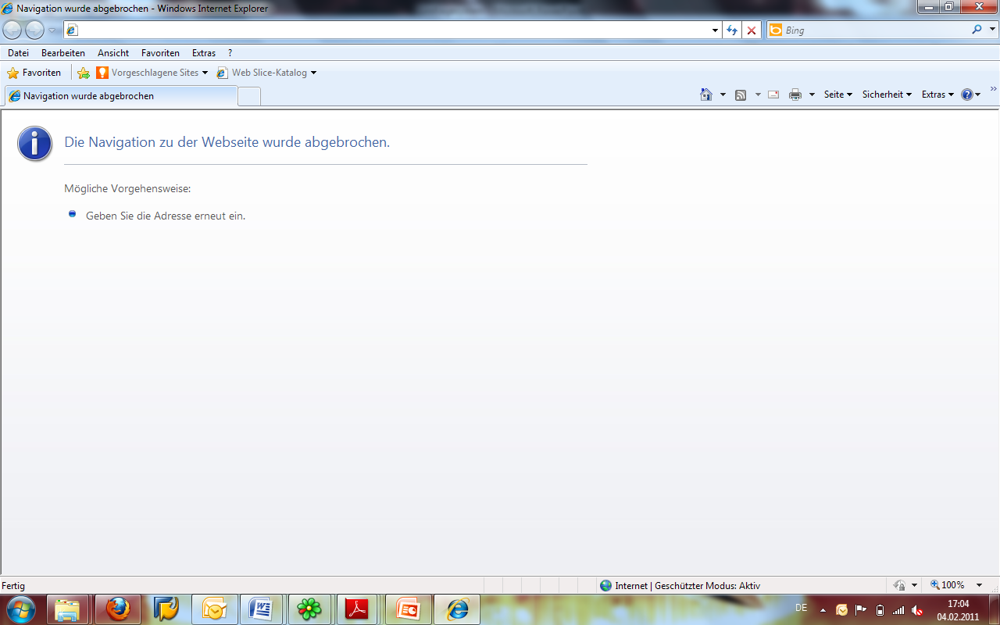 Navigation wurde abgebrochen - Windows Internet Explorer
Bing
Datei Bearbeiten Ansicht Favoriten Extras ?
Favoriten Vorgeschlagene Sites Web Slice-Katalog
Navigation wurde abgebrochen Seite Sicherheit Extras
Die Navigation zu der Webseite wurde abgebrochen.
Mögliche Vorgehensweise:
Geben Sie die Adresse erneut ein.
Fertig Internet | Geschützter Modus: Aktiv 100%
DE 17:04
04.02.2011